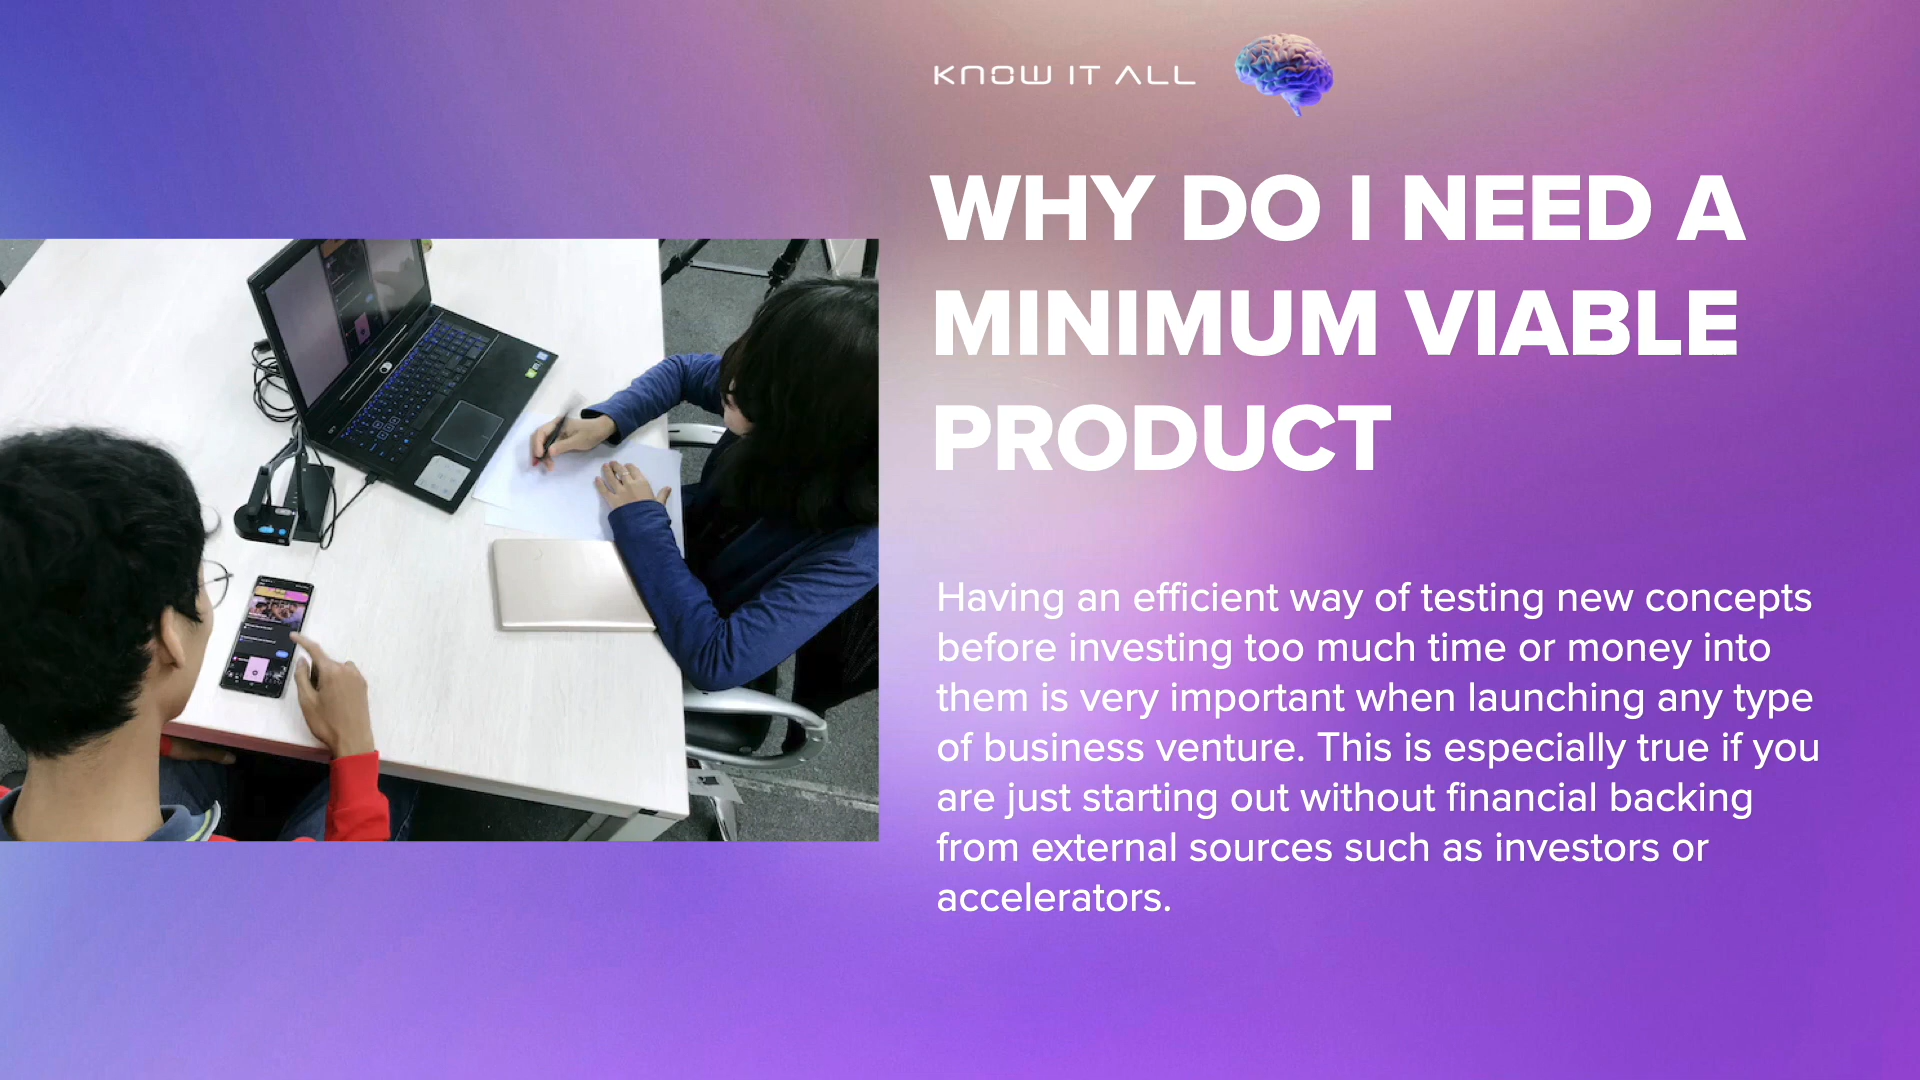 KNOW IT ALL
WHY DO I NEED A
MINIMUM VIABLE
PRODUCT
Having an efficient way of testing new concepts
before investing too much time or money into
them is very important when launching any type
of business venture. This is especially true if you
are just starting out without financial backing
from external sources such as investors or
accelerators.